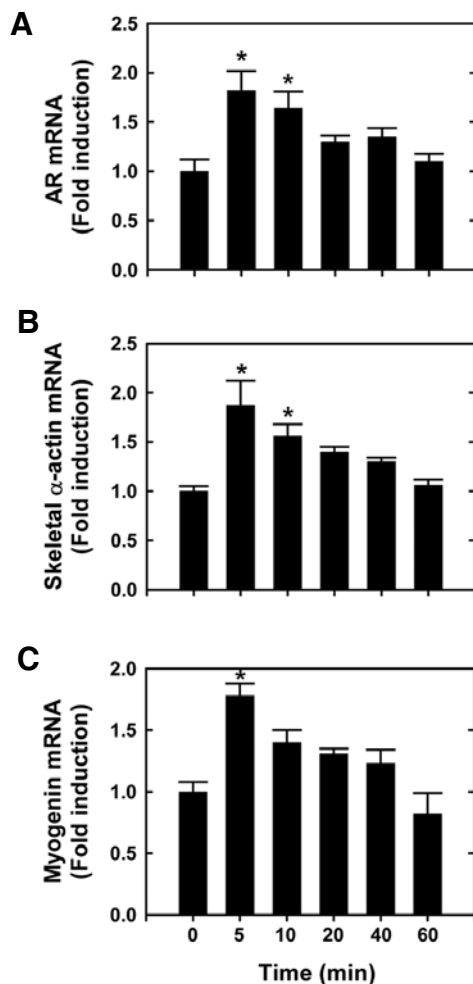 A
AR mRNA
(Fold induction)
2.5
2.0
1.5
1.0
0.5
0.0
*
*
B
Skeletal α-actin mRNA
(Fold induction)
2.5
2.0
1.5
1.0
0.5
0.0
*
*
C
Myogenin mRNA
(Fold induction)
2.0
1.5
1.0
0.5
0.0
*
0 5 10 20 40 60
Time (min)